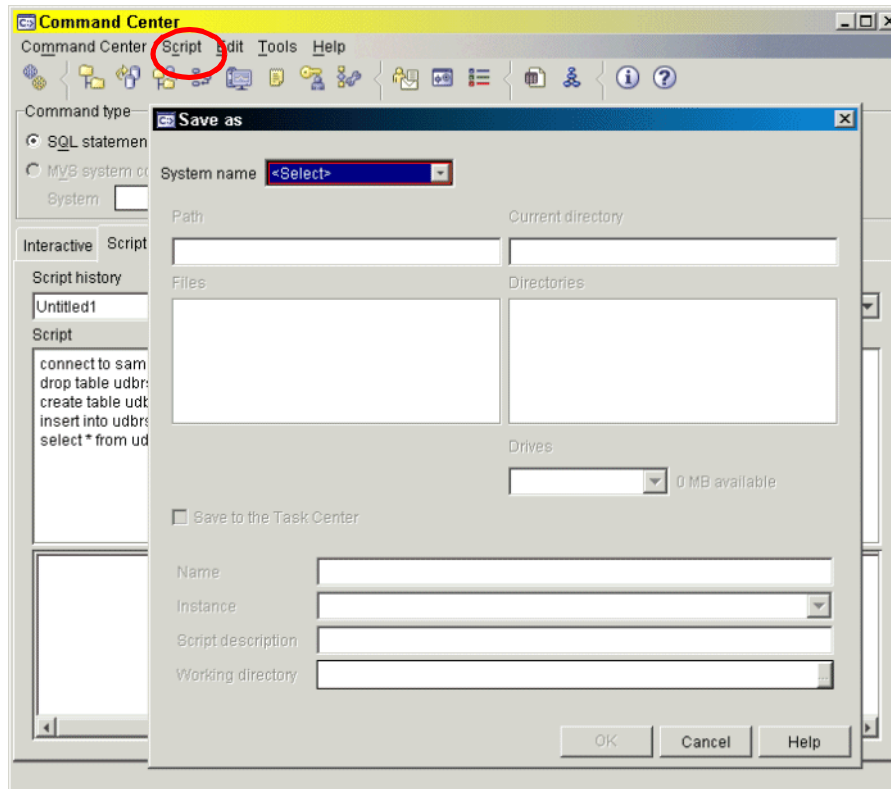 Command Center
Command Center Script Edit Tools Help
Command type
Save as
SQL statemen
System name <Select>
MVS system co
System
Path Current directory
Interactive Script
Files Directories
Script history
Untitled1
Script
connect to sam
drop table udbrs
create table udb
insert into udbrs
select * from ud
Drives
0 MB available
Save to the Task Center
Name
Instance
Script description
Working directory
...
OK Cancel Help